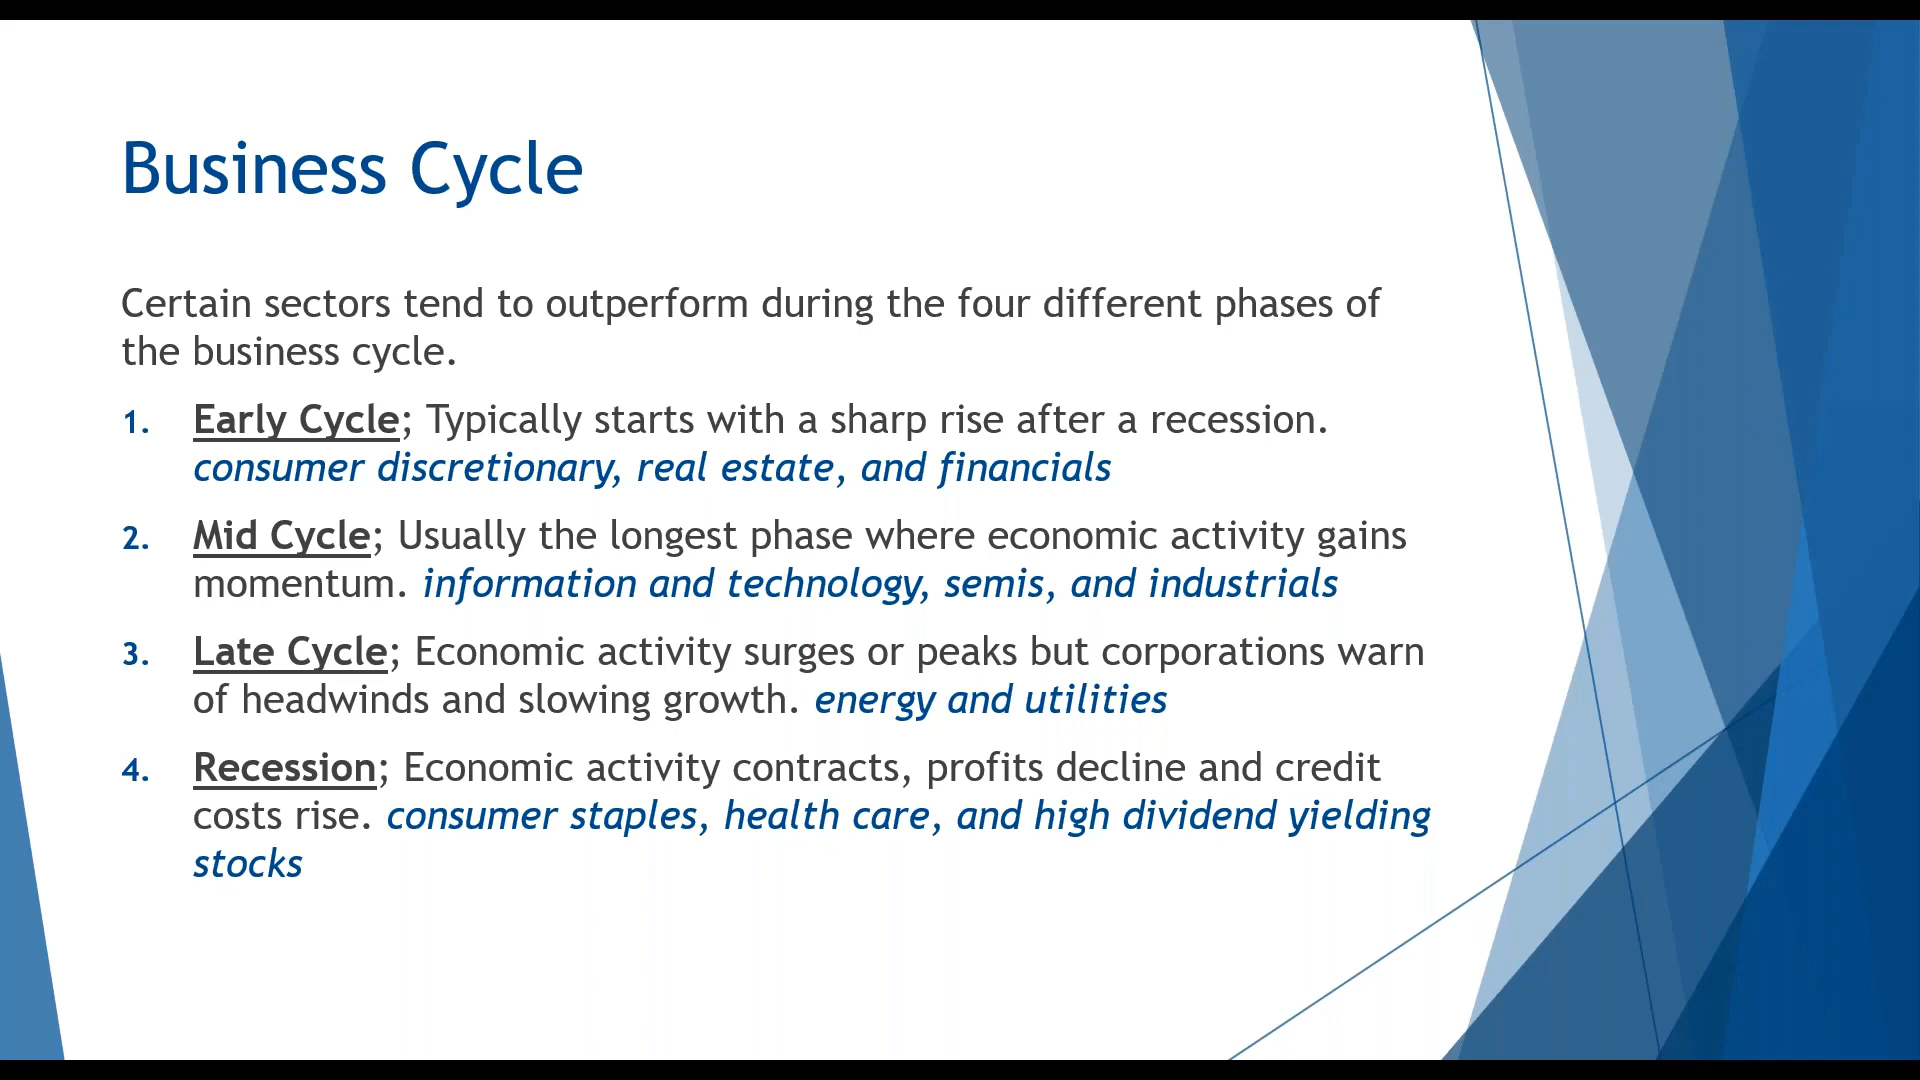 Business Cycle
Certain sectors tend to outperform during the four different phases of
the business cycle.
1. Early Cycle; Typically starts with a sharp rise after a recession.
consumer discretionary, real estate, and financials
2. Mid Cycle; Usually the longest phase where economic activity gains
momentum. information and technology, semis, and industrials
3. Late Cycle; Economic activity surges or peaks but corporations warn
of headwinds and slowing growth. energy and utilities
4. Recession; Economic activity contracts, profits decline and credit
costs rise. consumer staples, health care, and high dividend yielding
stocks